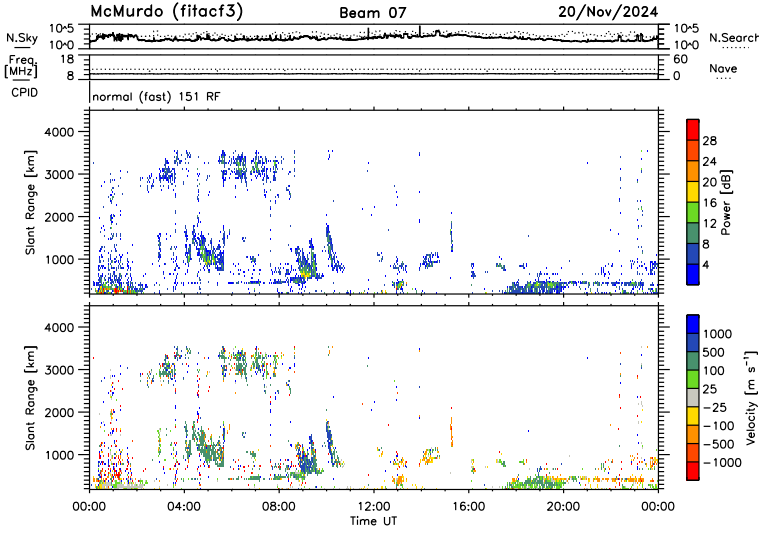 McMurdo (fitacf3) Beam 07 20/Nov/2024
N.Sky 10^5 10^5 N.Search
10^0 10^0
Freq. 18 60
[MHz] 8 0 Nave
CPID normal (fast) 151 RF
4000
3000
2000
1000
Slant Range [km]
28
24
20
16
12
8
4
Power [dB]
4000
3000
2000
1000
Slant Range [km]
1000
500
100
25
-25
-100
-500
-1000
Velocity [m s⁻¹]
00:00 04:00 08:00 12:00 16:00 20:00 00:00
Time UT